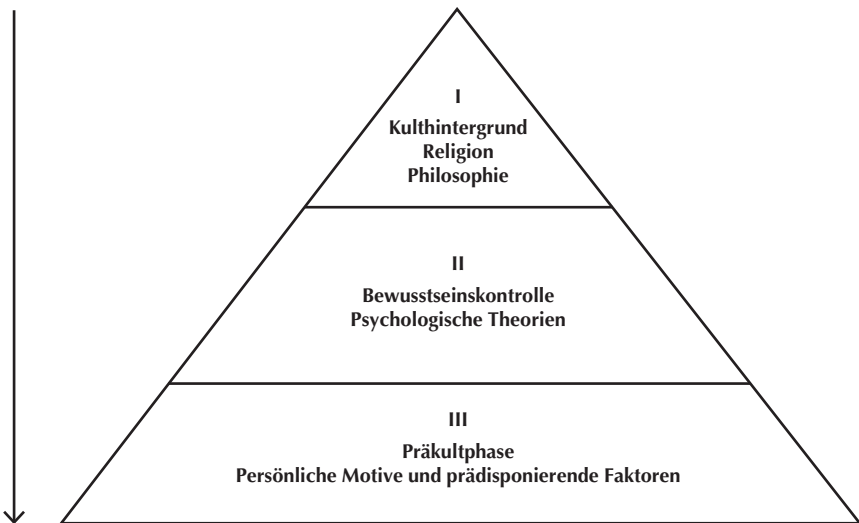 I
Kulthintergrund
Religion
Philosophie
II
Bewusstseinskontrolle
Psychologische Theorien
III
Präkultphase
Persönliche Motive und prädisponierende Faktoren